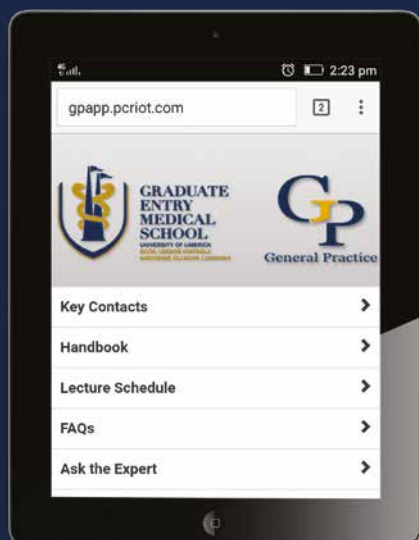 4G
2:23 pm
gpapp.pcriot.com
2
GRADUATE
ENTRY
MEDICAL
SCHOOL
UNIVERSITY OF LIMERICK
GP
General Practice
Key Contacts
Handbook
Lecture Schedule
FAQs
Ask the Expert